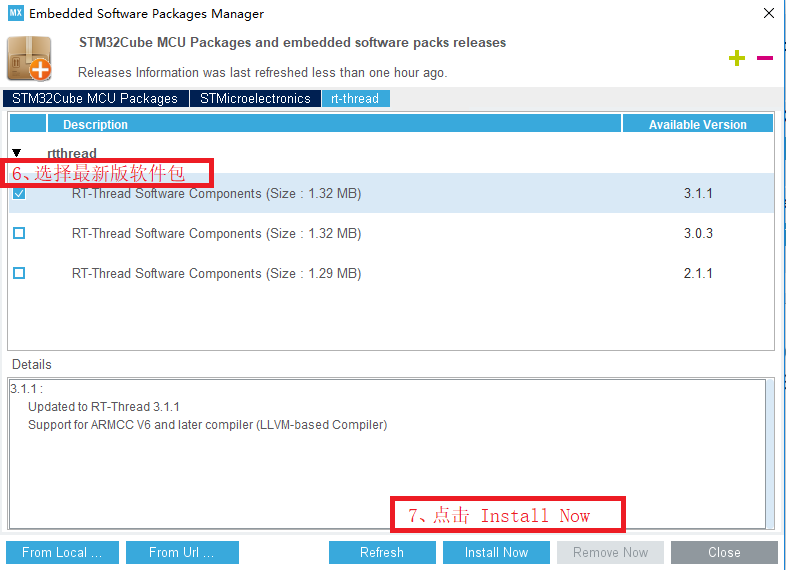 MX Embedded Software Packages Manager
STM32Cube MCU Packages and embedded software packs releases
Releases Information was last refreshed less than one hour ago.
STM32Cube MCU Packages STMicroelectronics rt-thread
Description Available Version
rtthread
6、选择最新版软件包
RT-Thread Software Components (Size : 1.32 MB) 3.1.1
RT-Thread Software Components (Size : 1.32 MB) 3.0.3
RT-Thread Software Components (Size : 1.29 MB) 2.1.1
Details
3.1.1 :
Updated to RT-Thread 3.1.1
Support for ARMCC V6 and later compiler (LLVM-based Compiler)
7、点击 Install Now
From Local ... From Url ... Refresh Install Now Remove Now Close